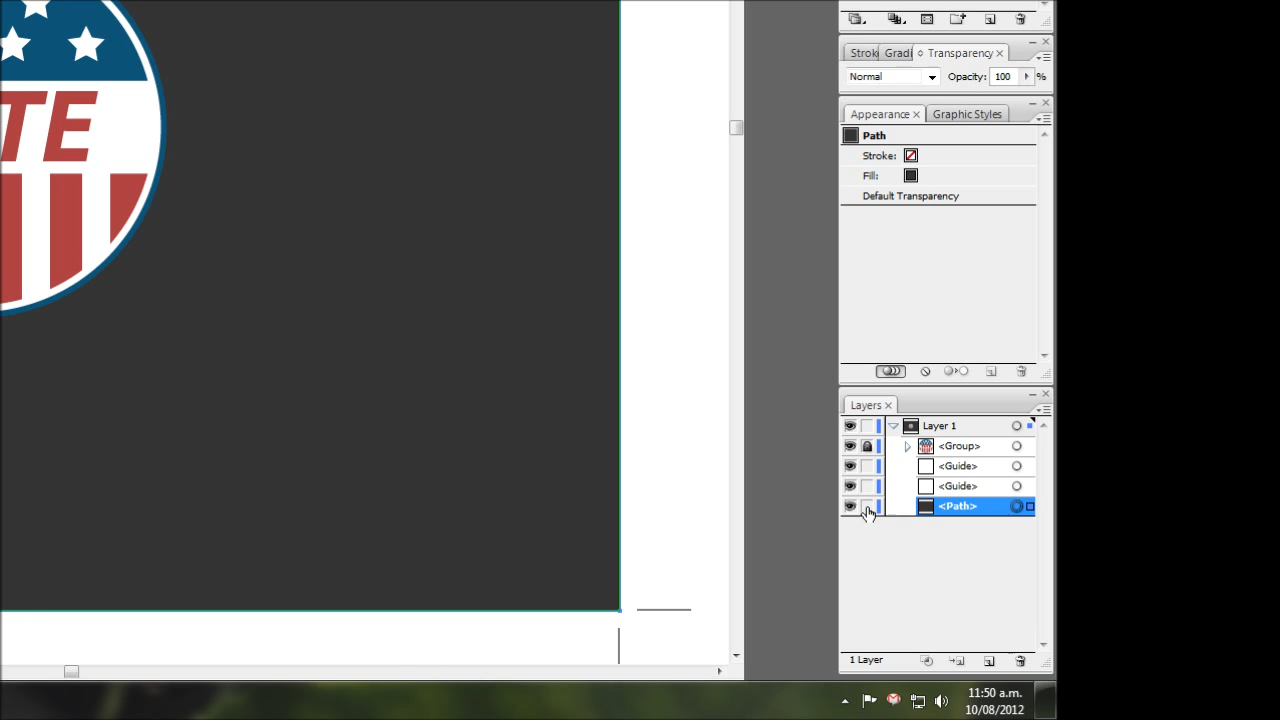 Strok Gradi Transparency
Normal Opacity: 100 %
Appearance Graphic Styles
Path
Stroke:
Fill:
Default Transparency
TE
Layers
Layer 1
<Group>
<Guide>
<Guide>
<Path>
1 Layer
11:50 a.m.
10/08/2012